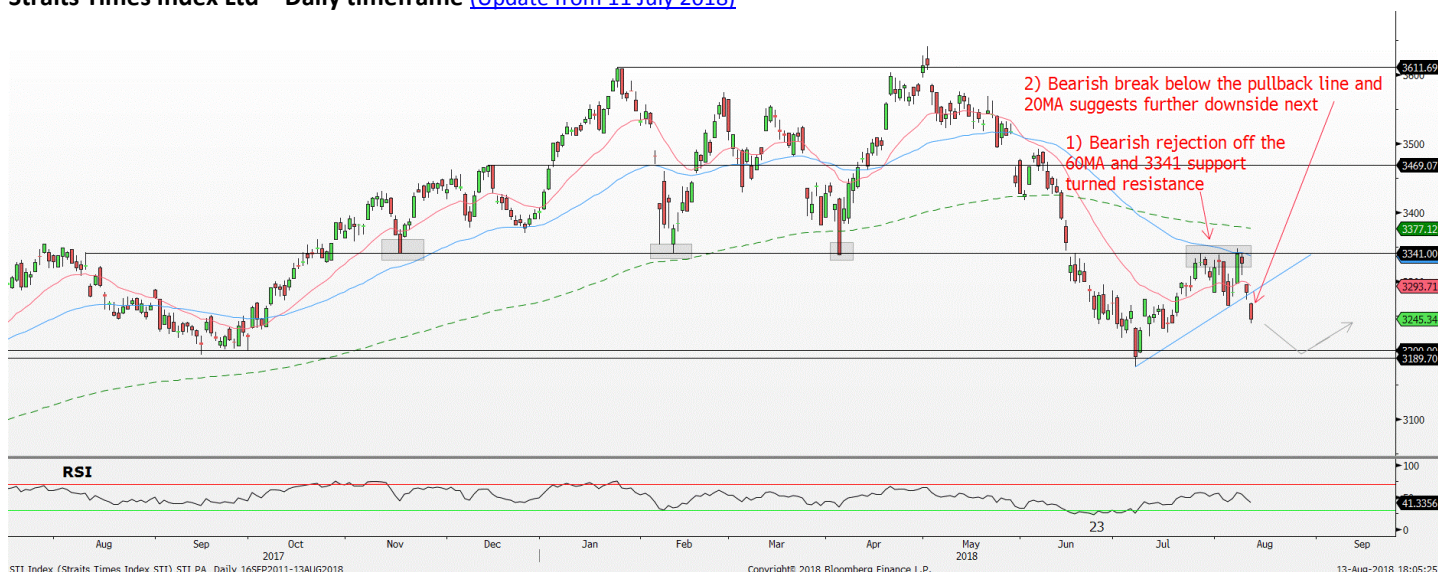 Straits Times Index Ltd – Daily timeframe (Update from 11 July 2018)
3611.69
3600
2) Bearish break below the pullback line and
20MA suggests further downside next
1) Bearish rejection off the
60MA and 3341 support
turned resistance
3500
3469.07
3400
3377.12
3341.00
3293.71
3245.34
3200.00
3189.70
3100
RSI
100
41.3356
23
0
Aug Sep Oct Nov Dec Jan Feb Mar Apr May Jun Jul Aug Sep
2017 2018
STI Index (Straits Times Index STI) STI PA Daily 16SEP2011-13AUG2018 Copyright© 2018 Bloomberg Finance L.P. 13-Aug-2018 18:05:25